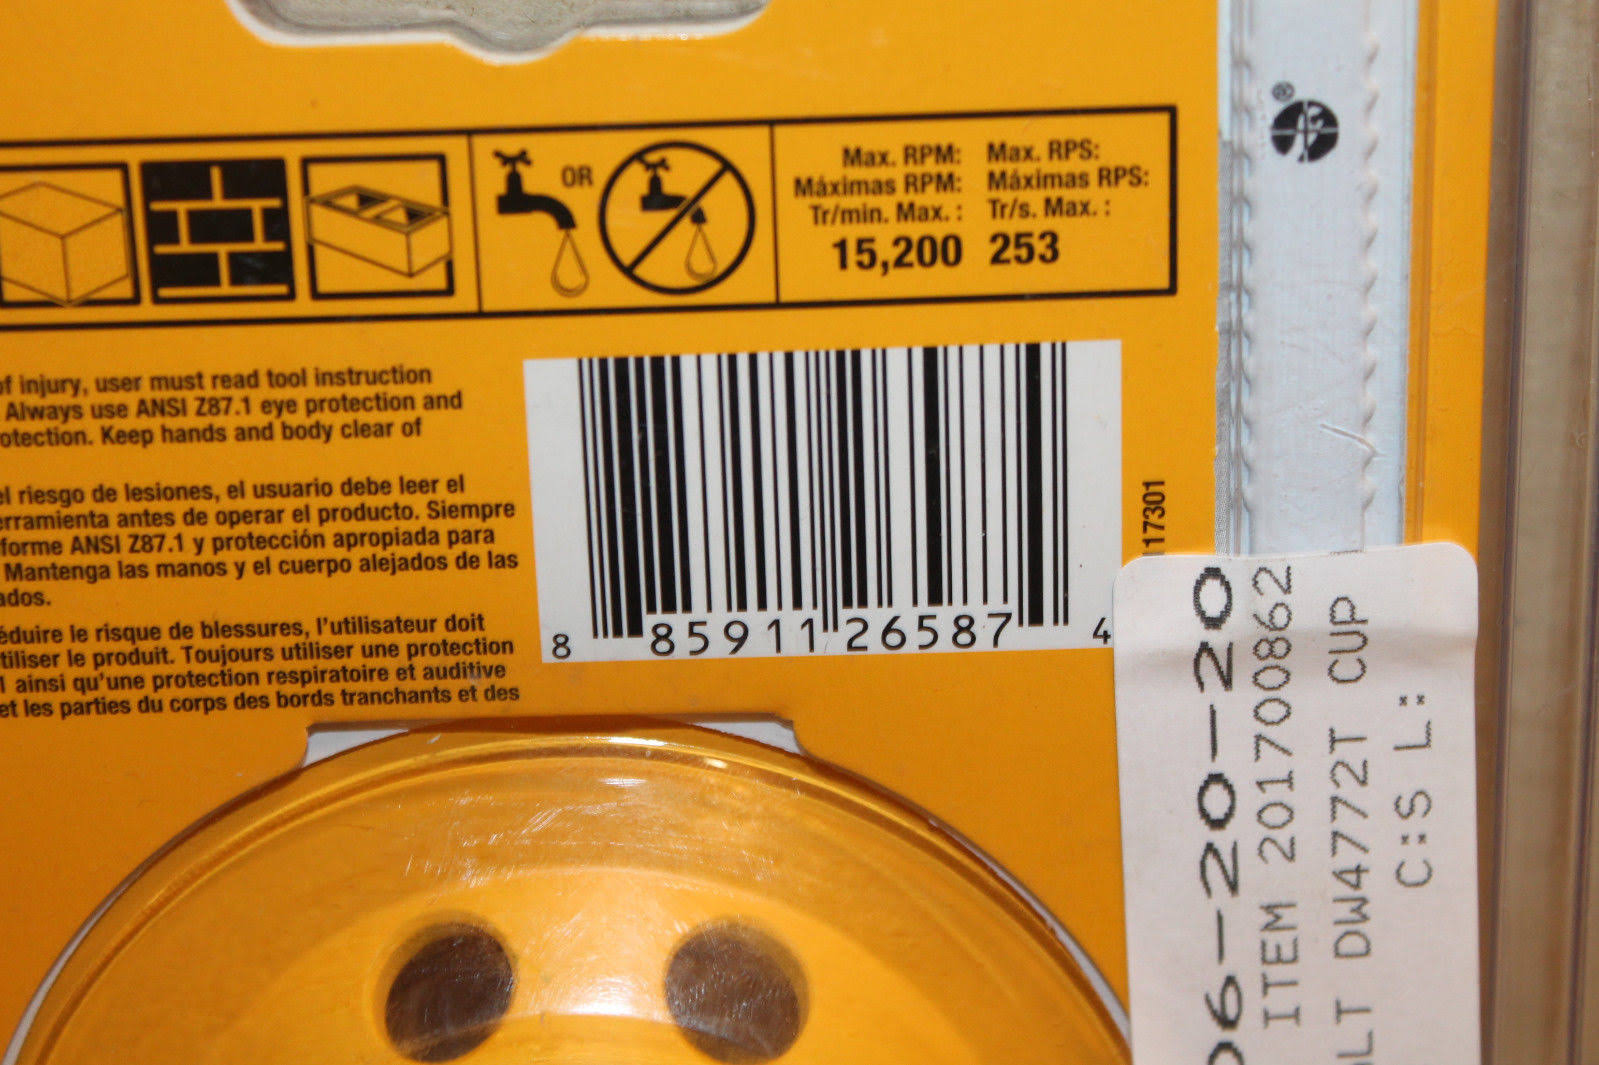 OR
Max. RPM: Max. RPS:
Máximas RPM: Máximas RPS:
Tr/min. Max. : Tr/s. Max. :
15,200 253
of injury, user must read tool instruction
Always use ANSI Z87.1 eye protection and
otection. Keep hands and body clear of
el riesgo de lesiones, el usuario debe leer el
erramienta antes de operar el producto. Siempre
forme ANSI Z87.1 y protección apropiada para
Mantenga las manos y el cuerpo alejados de las
ados.
éduire le risque de blessures, l'utilisateur doit
tiliser le produit. Toujours utiliser une protection
1 ainsi qu'une protection respiratoire et auditive
et les parties du corps des bords tranchants et des
8 85911 26587 4
117301
®
06-20-20
ITEM 201700862
LT DW4772T CUP
C:S L: